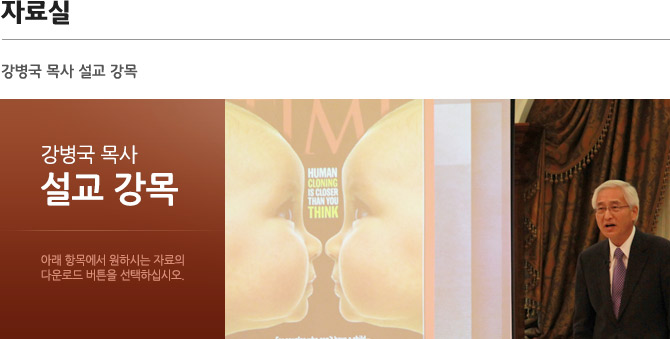 자료실
강병국 목사 설교 강목
강병국 목사
설교 강목
아래 항목에서 원하시는 자료의
다운로드 버튼을 선택하십시오.
TIME
HUMAN
CLONING
IS CLOSER
THAN YOU
THINK